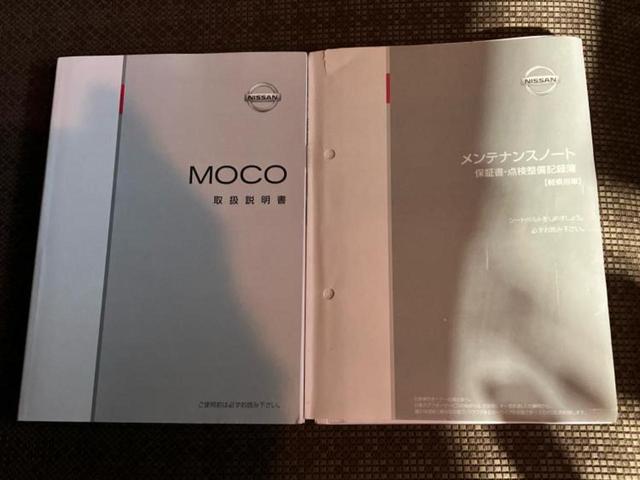 NISSAN
MOCO
取扱説明書
ご使用前は必ずお読み下さい。
NISSAN
メンテナンスノート
保証書・点検整備記録簿
【軽乗用車】
シートベルトをしめましょう。
必ずお読み下さい。